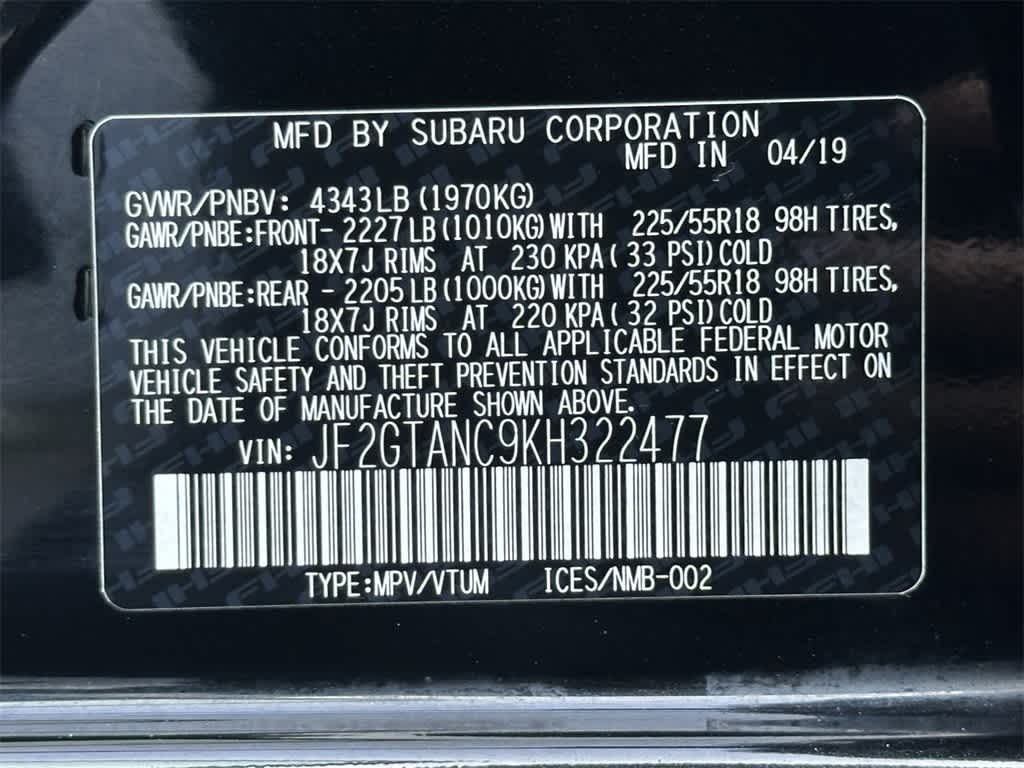 MFD BY SUBARU CORPORATION
MFD IN 04/19
GVWR/PNBV: 4343LB (1970KG)
GAWR/PNBE:FRONT- 2227LB (1010KG) WITH 225/55R18 98H TIRES,
18X7J RIMS AT 230 KPA ( 33 PSI) COLD
GAWR/PNBE:REAR - 2205LB (1000KG) WITH 225/55R18 98H TIRES,
18X7J RIMS AT 220 KPA ( 32 PSI) COLD
THIS VEHICLE CONFORMS TO ALL APPLICABLE FEDERAL MOTOR
VEHICLE SAFETY AND THEFT PREVENTION STANDARDS IN EFFECT ON
THE DATE OF MANUFACTURE SHOWN ABOVE.
VIN: JF2GTANC9KH322477
TYPE:MPV/VTUM ICES/NMB-002